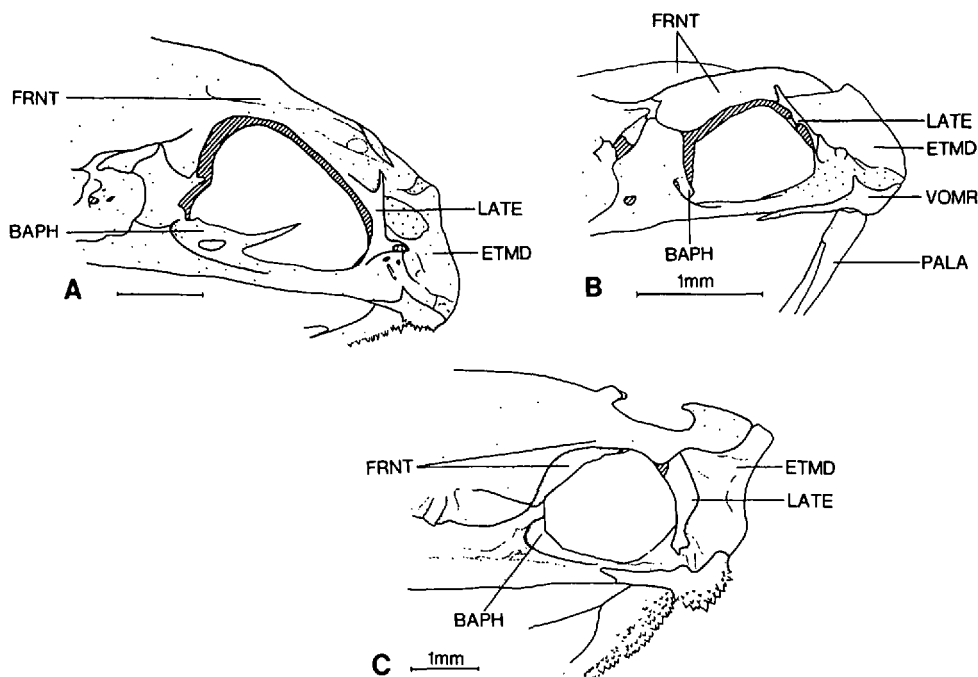 FRNT
BAPH
LATE
ETMD
A
FRNT
LATE
ETMD
VOMR
BAPH
PALA
B
1mm
FRNT
ETMD
LATE
BAPH
C
1mm